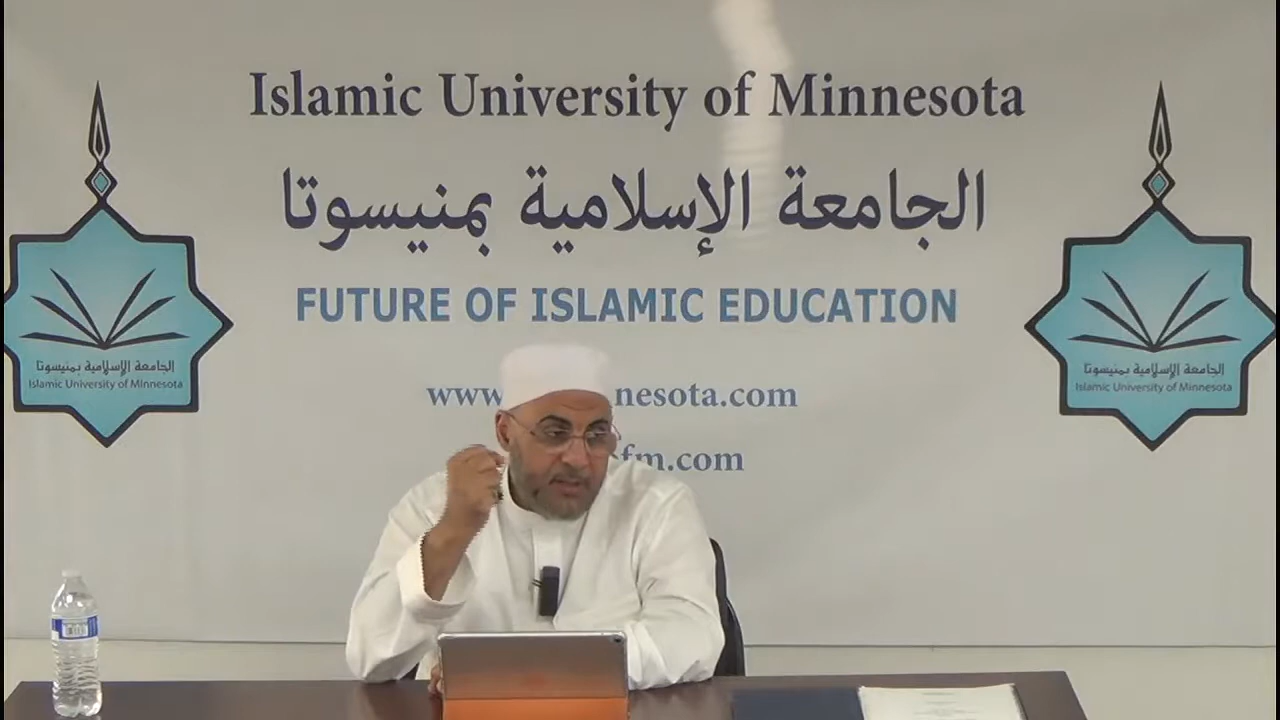 Islamic University of Minnesota
الجامعة الإسلامية بمنيسوتا
FUTURE OF ISLAMIC EDUCATION
nesota.com
fm.com
الجامعة الإسلامية بمنيسوتا
Islamic University of Minnesota
الجامعة الإسلامية بمنيسوتا
Islamic University of Minnesota